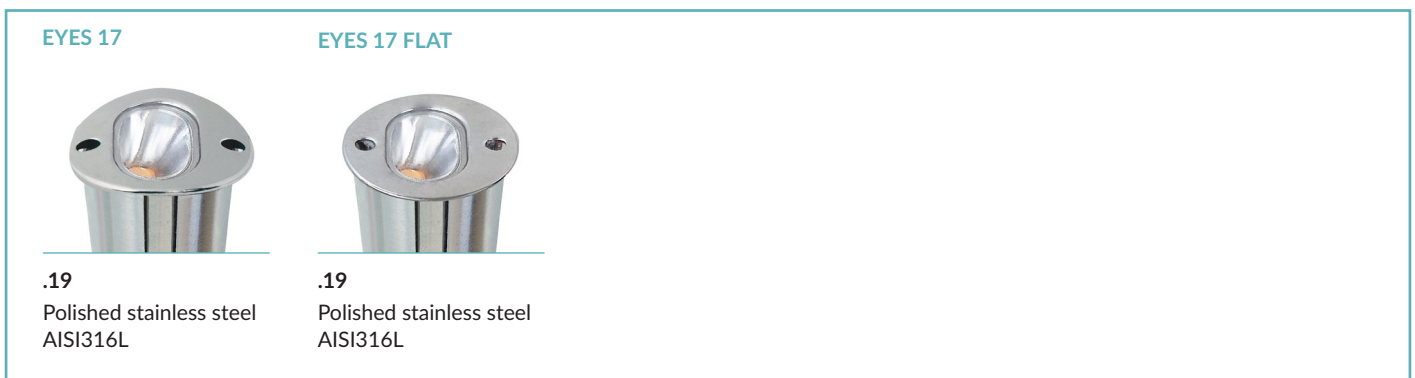 EYES 17
EYES 17 FLAT
.19
Polished stainless steel
AISI316L
.19
Polished stainless steel
AISI316L